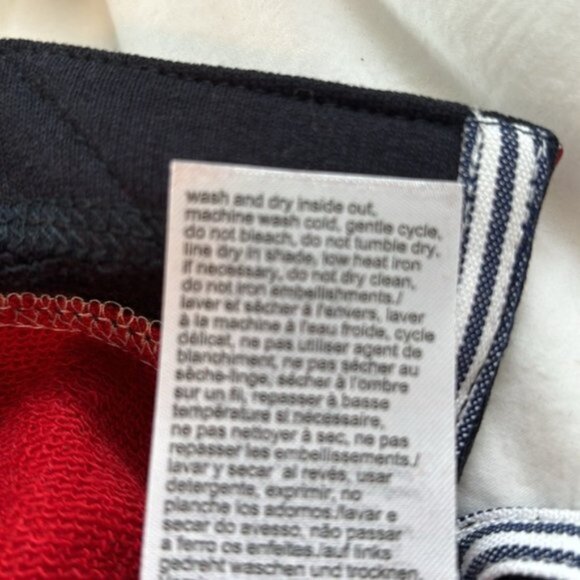 wash and dry inside out,
machine wash cold, gentle cycle,
do not bleach, do not tumble dry,
line dry in shade, low heat iron
if necessary, do not dry clean,
do not iron embellishments./
laver et sécher à l'envers, laver
à la machine à l'eau froide, cycle
délicat, ne pas utiliser agent de
blanchiment, ne pas sécher au
sèche-linge, sécher à l'ombre
sur un fil, repasser à basse
température si necessaire,
ne pas nettoyer à sec, ne pas
repasser les embellissements./
lavar y secar al revés, usar
detergente, exprimir, no
planche los adornos./lavar e
secar do avesso, não passar
a ferro os enfeites./auf links
gedreht waschen und trocknen,